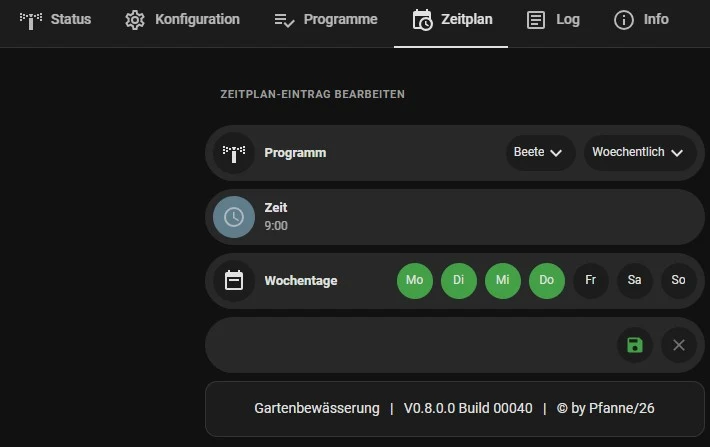 Status Konfiguration Programme Zeitplan Log Info
ZEITPLAN-EINTRAG BEARBEITEN
Programm Beete Woechentlich
Zeit
9:00
Wochentage Mo Di Mi Do Fr Sa So
Gartenbewässerung | V0.8.0.0 Build 00040 | © by Pfanne/26